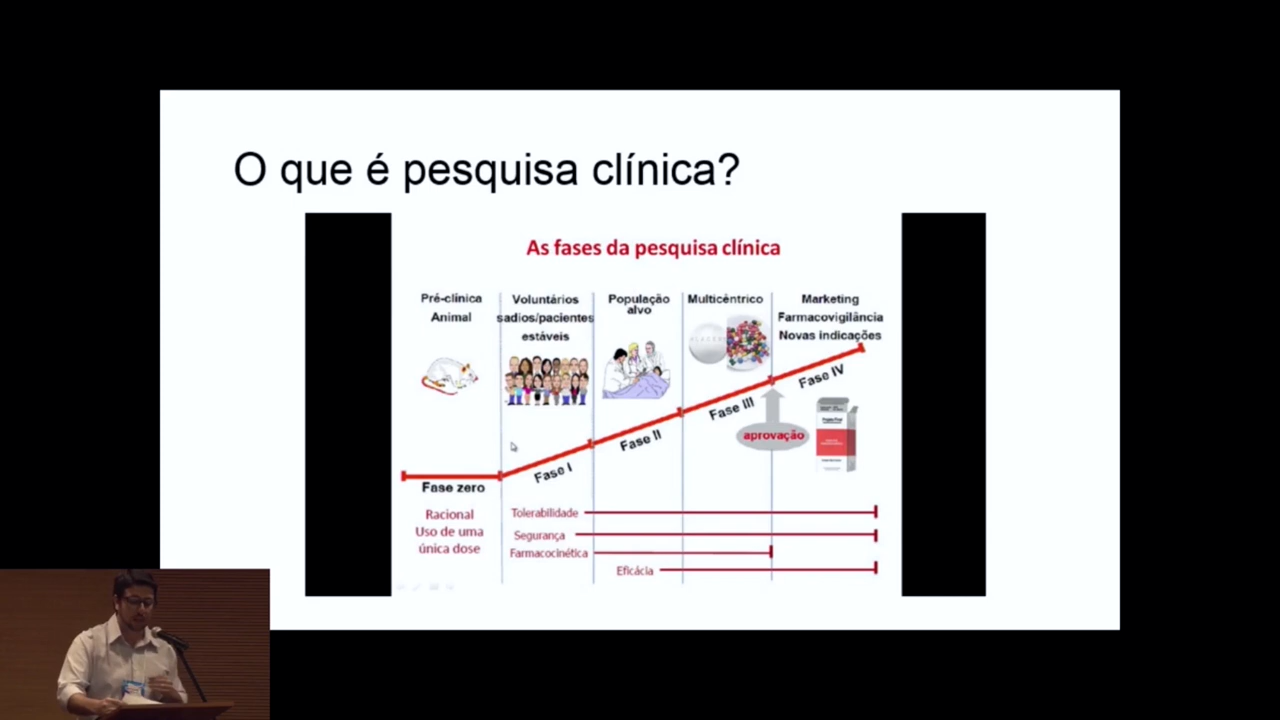 O que é pesquisa clínica?
As fases da pesquisa clínica
Pré-clínica
Animal
Voluntários
sadios/pacientes
estáveis
População
alvo
Multicêntrico
Marketing
Farmacovigilância
Novas indicações
Fase zero
Fase I
Fase II
Fase III
Fase IV
aprovação
Racional
Uso de uma
única dose
Tolerabilidade
Segurança
Farmacocinética
Eficácia